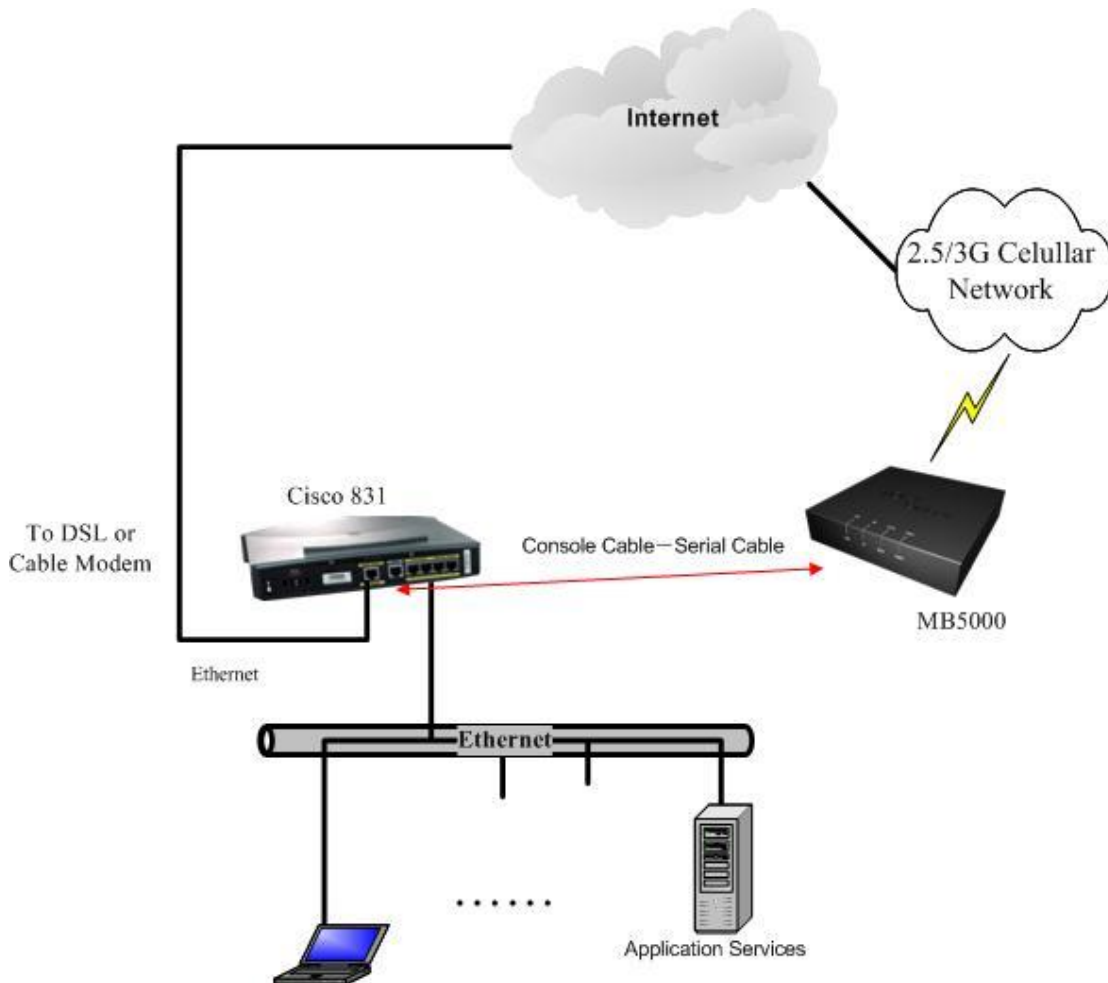 Internet
2.5/3G Celullar
Network
Cisco 831
To DSL or
Cable Modem
Console Cable—Serial Cable
MB5000
Ethernet
Ethernet
Application Services